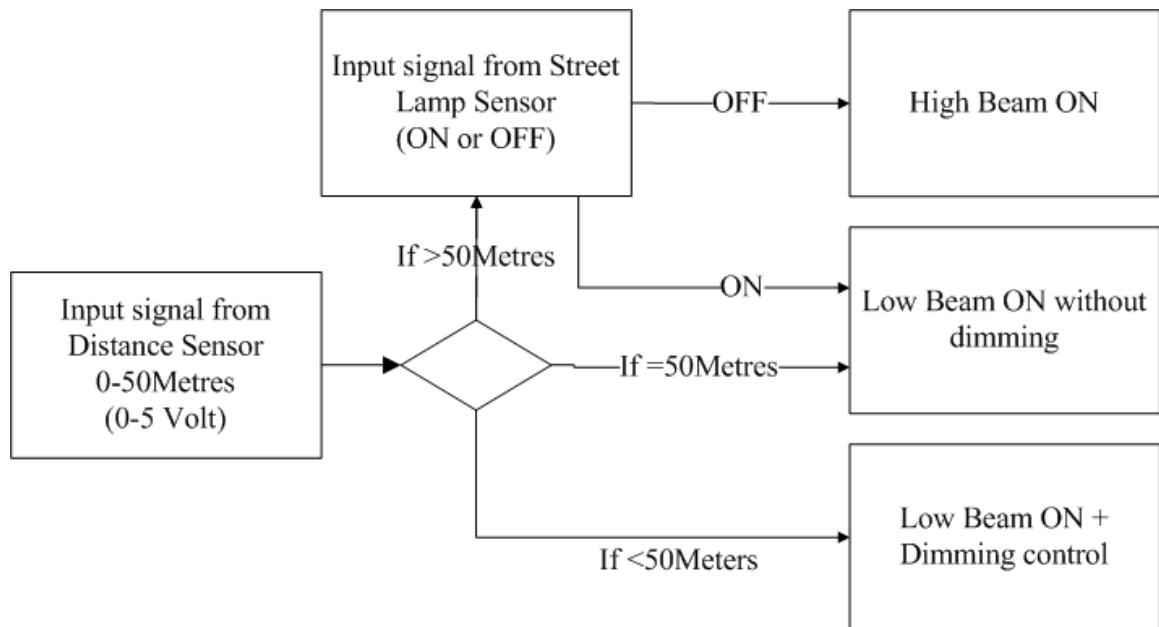 Input signal from Street
Lamp Sensor
(ON or OFF)
OFF
High Beam ON
If >50Metres
Input signal from
Distance Sensor
0-50Metres
(0-5 Volt)
ON
Low Beam ON without
dimming
If =50Metres
Low Beam ON +
Dimming control
If <50Meters